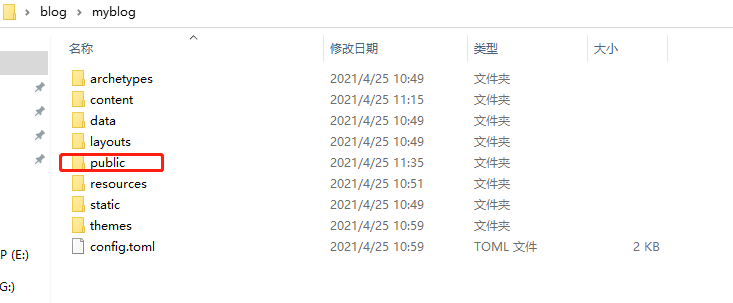 blog > myblog
名称 修改日期 类型 大小
archetypes 2021/4/25 10:49 文件夹
content 2021/4/25 11:15 文件夹
data 2021/4/25 10:49 文件夹
layouts 2021/4/25 10:49 文件夹
public 2021/4/25 11:35 文件夹
resources 2021/4/25 10:51 文件夹
static 2021/4/25 10:49 文件夹
themes 2021/4/25 10:59 文件夹
config.toml 2021/4/25 10:59 TOML 文件 2 KB
P (E:)
G:)